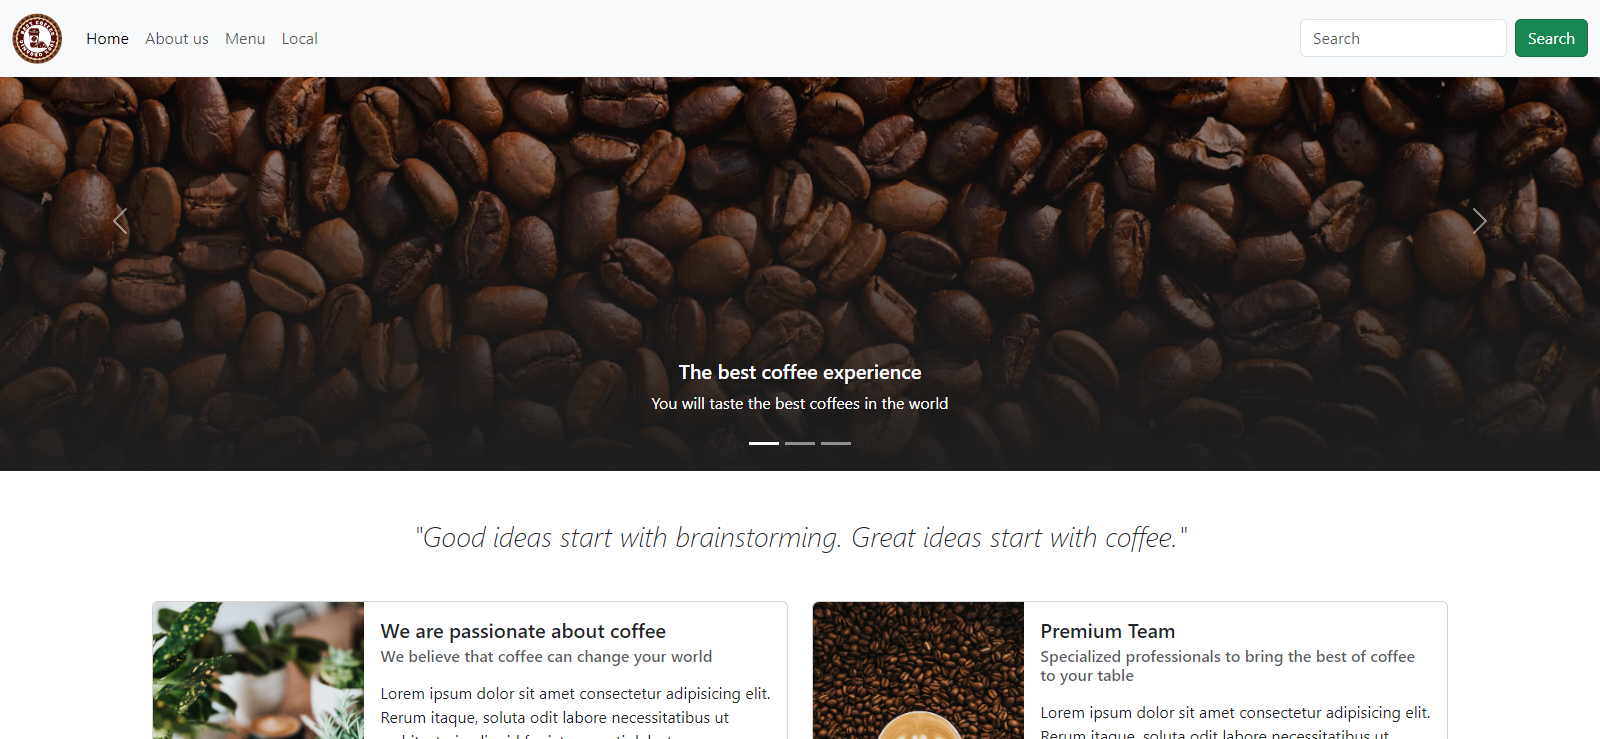 BEST COFFEE
Home About us Menu Local Search Search
The best coffee experience
You will taste the best coffees in the world
"Good ideas start with brainstorming. Great ideas start with coffee."
We are passionate about coffee
We believe that coffee can change your world
Lorem ipsum dolor sit amet consectetur adipisicing elit.
Rerum itaque, soluta odit labore necessitatibus ut
Premium Team
Specialized professionals to bring the best of coffee
to your table
Lorem ipsum dolor sit amet consectetur adipisicing elit.
Rerum itaque, soluta odit labore necessitatibus ut